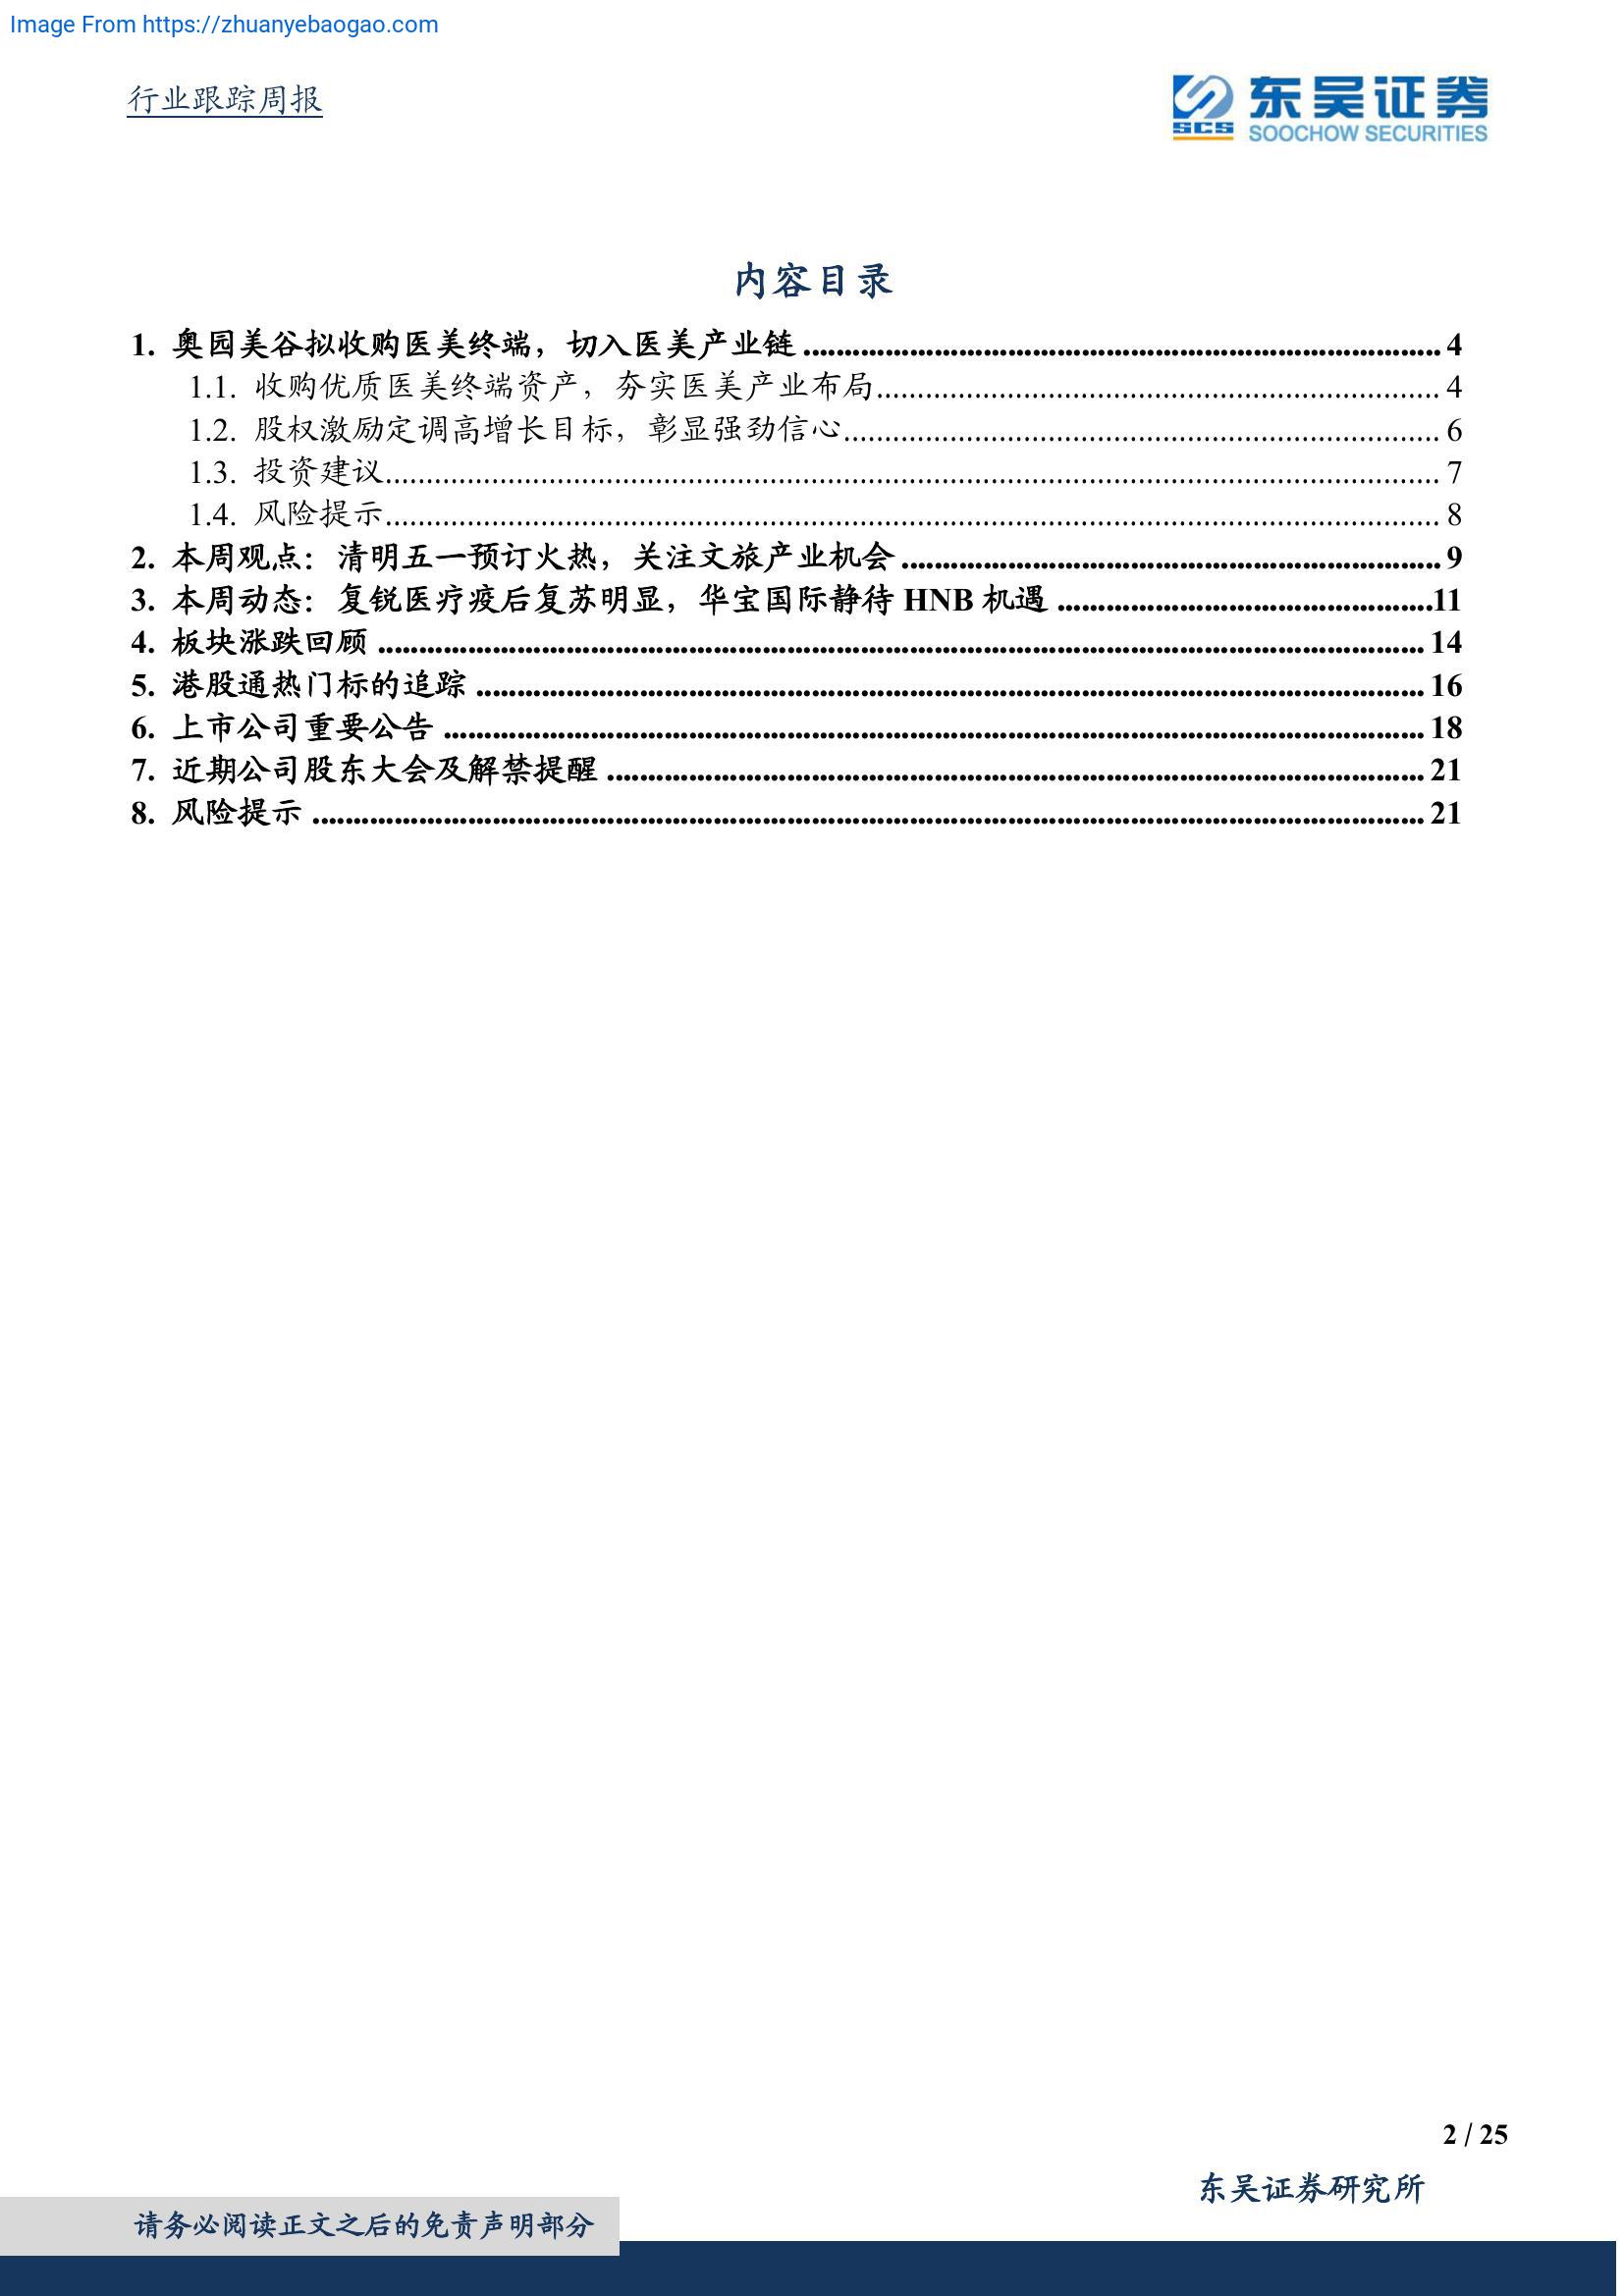 Image From https://zhuanyebaogao.com
行业跟踪周报
SCS 东吴证券
SOOCHOW SECURITIES
内容目录
1. 奥园美谷拟收购医美终端，切入医美产业链 4
1.1. 收购优质医美终端资产，夯实医美产业布局 4
1.2. 股权激励定调高增长目标，彰显强劲信心 6
1.3. 投资建议 7
1.4. 风险提示 8
2. 本周观点：清明五一预订火热，关注文旅产业机会 9
3. 本周动态：复锐医疗疫后复苏明显，华宝国际静待 HNB 机遇 11
4. 板块涨跌回顾 14
5. 港股通热门标的追踪 16
6. 上市公司重要公告 18
7. 近期公司股东大会及解禁提醒 21
8. 风险提示 21
2 / 25
东吴证券研究所
请务必阅读正文之后的免责声明部分